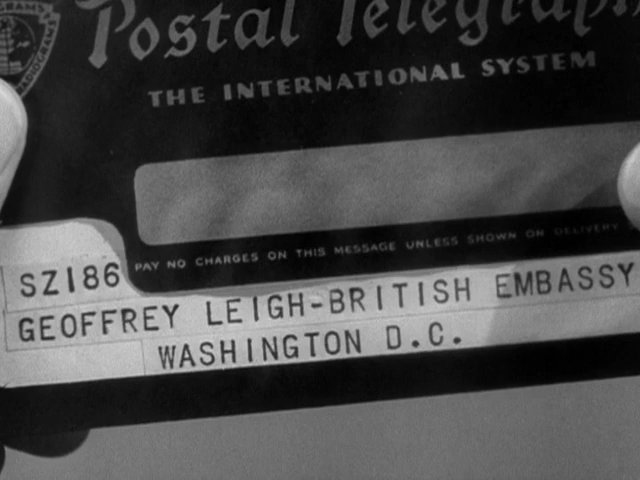 Postal Telegraph
THE INTERNATIONAL SYSTEM
PAY NO CHARGES ON THIS MESSAGE UNLESS SHOWN ON DELIVERY
SZ186
GEOFFREY LEIGH-BRITISH EMBASSY
WASHINGTON D.C.